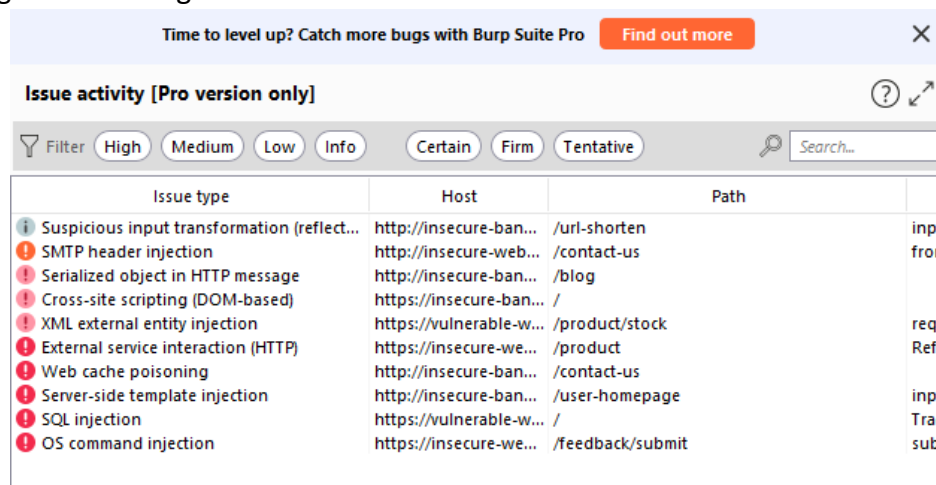 Time to level up? Catch more bugs with Burp Suite Pro Find out more
Issue activity [Pro version only]
Filter High Medium Low Info Certain Firm Tentative Search...
Issue type Host Path
Suspicious input transformation (reflect... http://insecure-ban... /url-shorten inp
SMTP header injection http://insecure-web... /contact-us fro
Serialized object in HTTP message http://insecure-ban... /blog
Cross-site scripting (DOM-based) https://insecure-ban... /
XML external entity injection https://vulnerable-w... /product/stock req
External service interaction (HTTP) https://insecure-we... /product Ref
Web cache poisoning http://insecure-ban... /contact-us
Server-side template injection http://insecure-ban... /user-homepage inp
SQL injection https://vulnerable-w... / Tra
OS command injection https://insecure-we... /feedback/submit sub